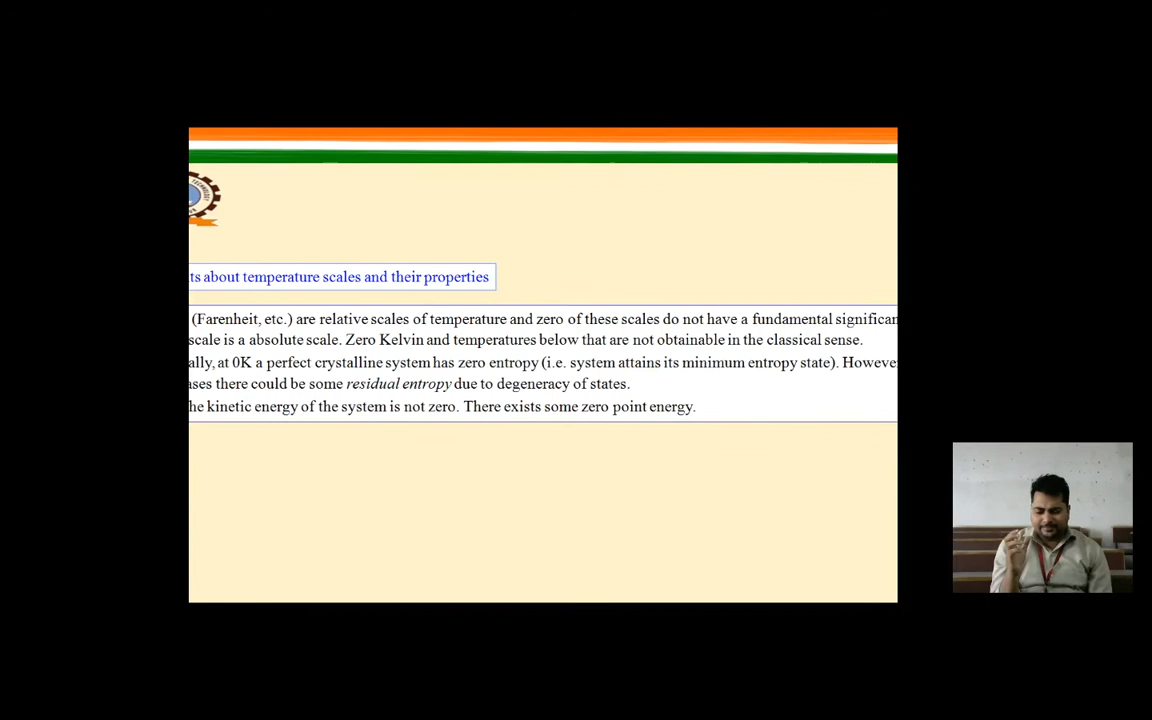 ts about temperature scales and their properties
(Farenheit, etc.) are relative scales of temperature and zero of these scales do not have a fundamental significan
scale is a absolute scale. Zero Kelvin and temperatures below that are not obtainable in the classical sense.
ally, at 0K a perfect crystalline system has zero entropy (i.e. system attains its minimum entropy state). Howeve
ases there could be some residual entropy due to degeneracy of states.
he kinetic energy of the system is not zero. There exists some zero point energy.